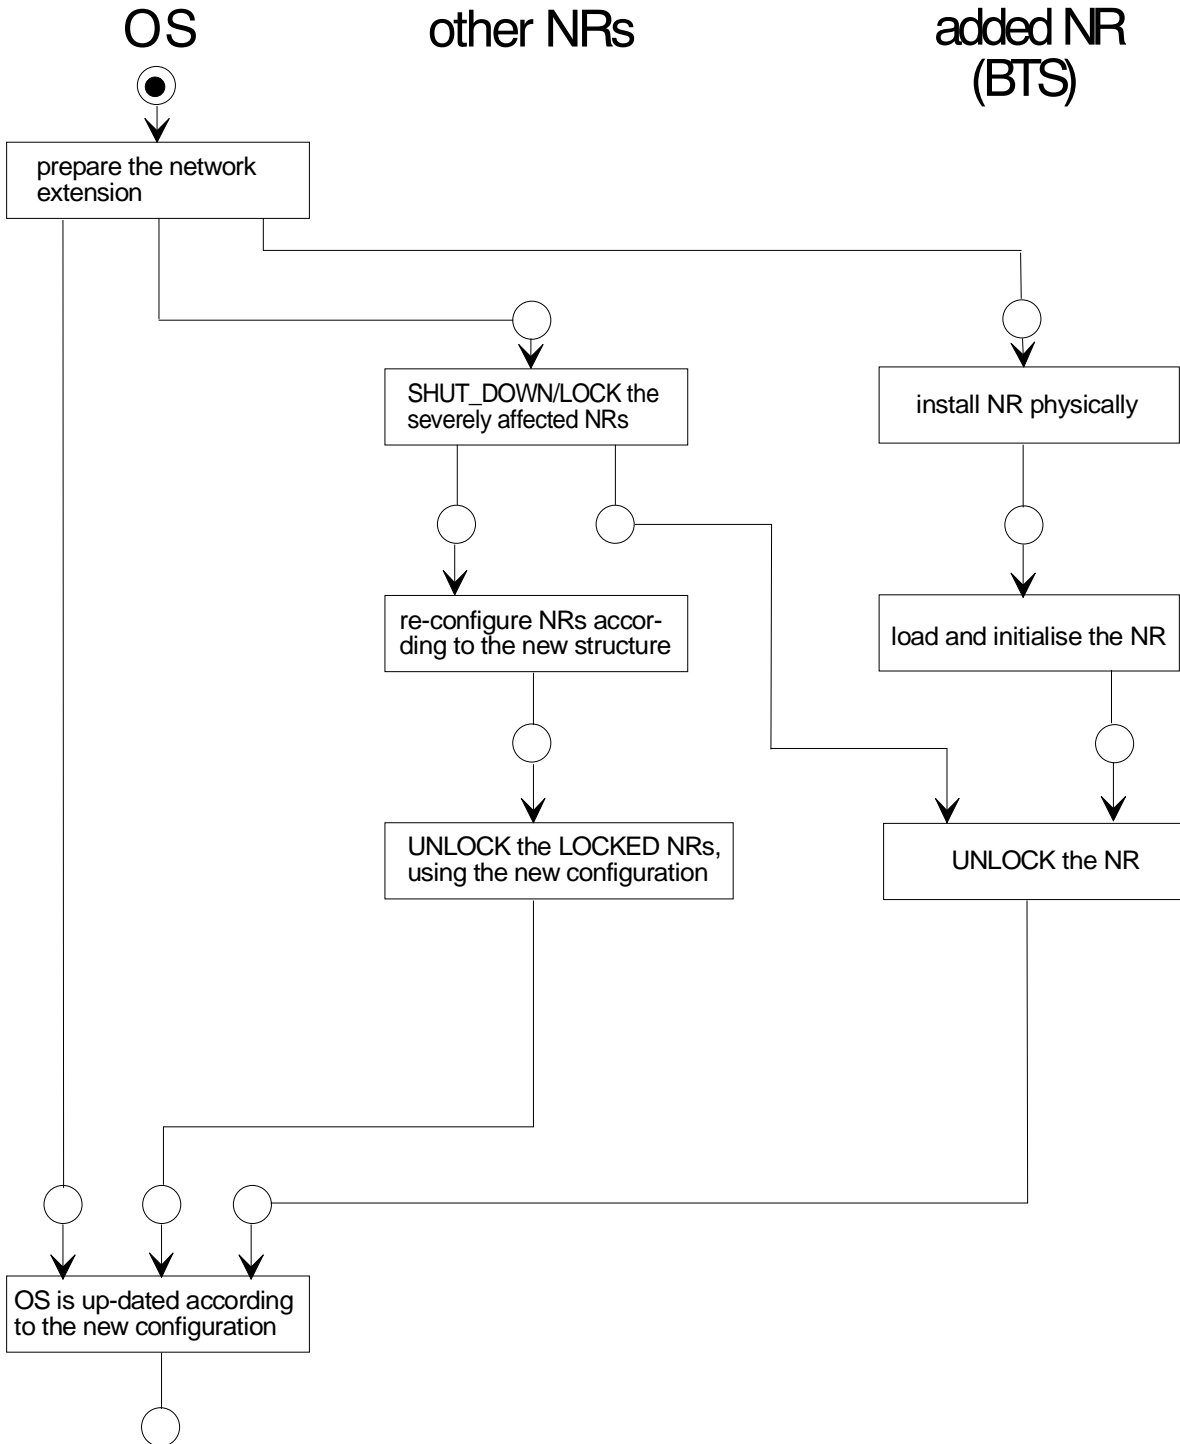 OS
other NRs
added NR
(BTS)
prepare the network
extension
SHUT_DOWN/LOCK the
severely affected NRs
install NR physically
re-configure NRs accor-
ding to the new structure
load and initialise the NR
UNLOCK the LOCKED NRs,
using the new configuration
UNLOCK the NR
OS is up-dated according
to the new configuration